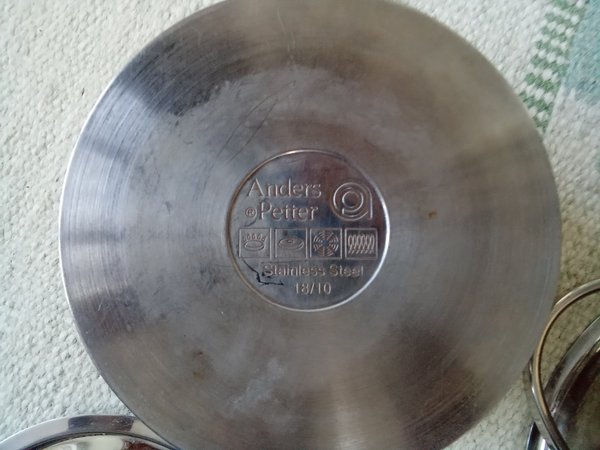 Anders
® Petter
Stainless Steel
18/10